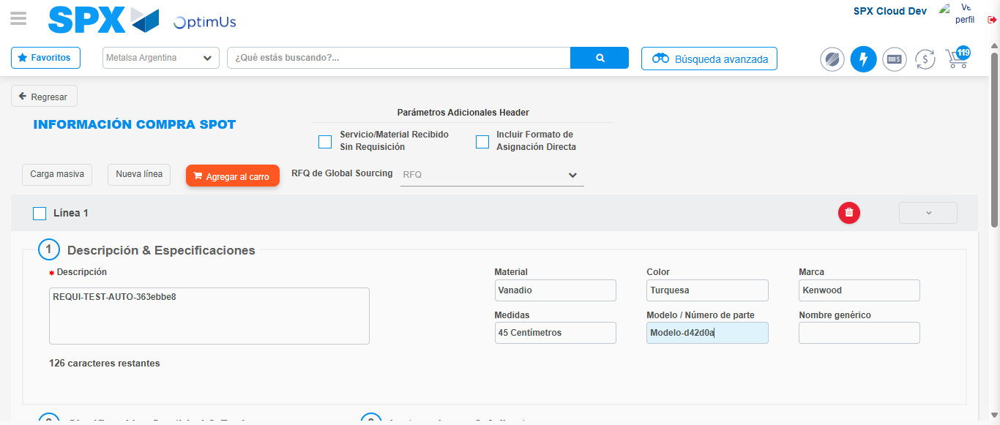 SPX OptimUs
SPX Cloud Dev
Ve
perfil
Favoritos
Metalsa Argentina
¿Qué estás buscando?...
Búsqueda avanzada
119
Regresar
INFORMACIÓN COMPRA SPOT
Parámetros Adicionales Header
Servicio/Material Recibido
Sin Requisición
Incluir Formato de
Asignación Directa
Carga masiva
Nueva línea
Agregar al carro
RFQ de Global Sourcing
RFQ
Línea 1
1 Descripción & Especificaciones
* Descripción
REQUI-TEST-AUTO-363ebbe8
126 caracteres restantes
Material
Color
Marca
Vanadio
Turquesa
Kenwood
Medidas
Modelo / Número de parte
Nombre genérico
45 Centímetros
Modelo-d42d0a